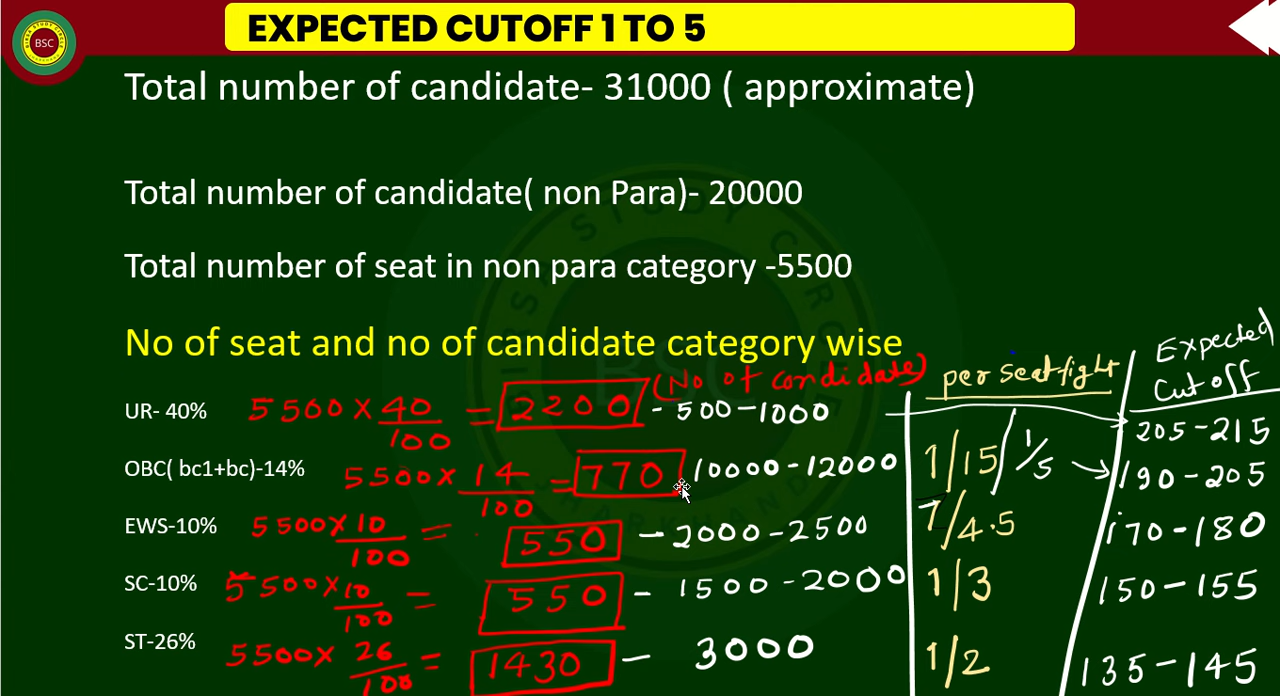 BSC
EXPECTED CUTOFF 1 TO 5
Total number of candidate- 31000 ( approximate)
Total number of candidate( non Para)- 20000
Total number of seat in non para category -5500
No of seat and no of candidate category wise
(No of candidate) per seat fight Expected Cut off
UR- 40% 5500 × 40/100 = 2200 - 500-1000 205-215
OBC( bc1+bc)-14% 5500 × 14/100 = 770 10000-12000 1/15 / 1/5 190-205
EWS-10% 5500 × 10/100 = 550 - 2000-2500 1/4.5 170-180
SC-10% 5500 × 10/100 = 550 - 1500-2000 1/3 150-155
ST-26% 5500 × 26/100 = 1430 - 3000 1/2 135-145